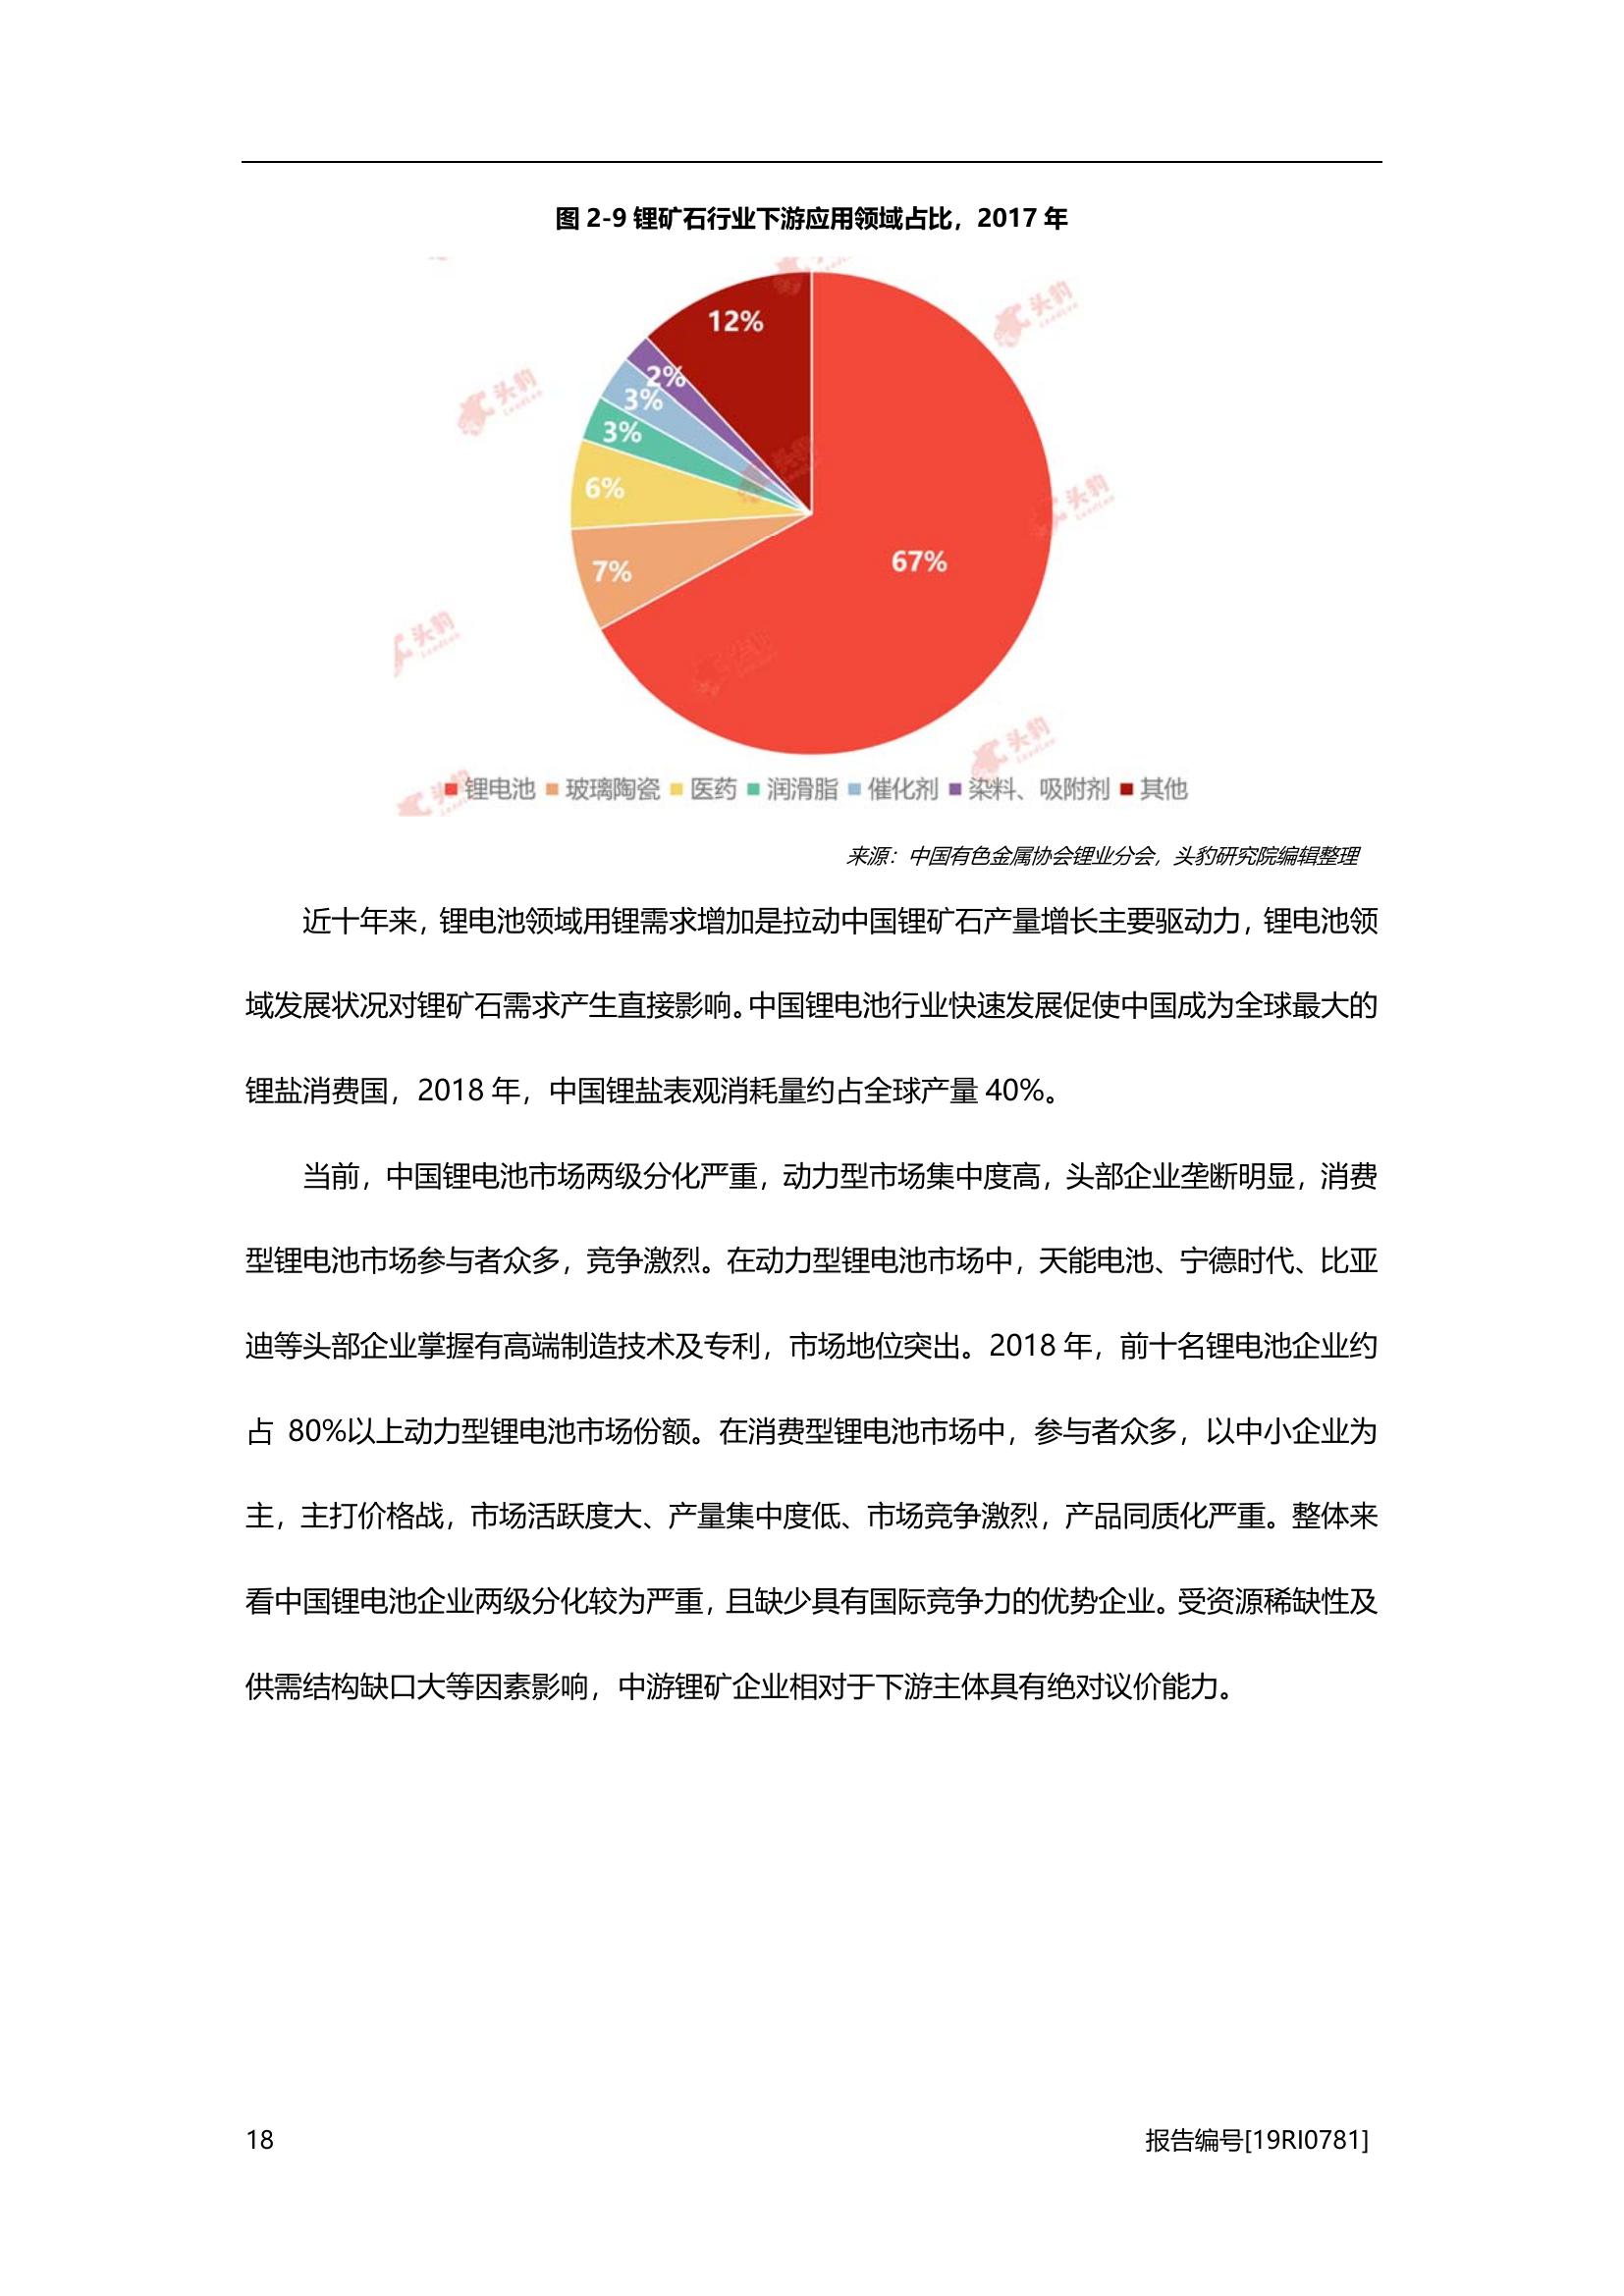 图 2-9 锂矿石行业下游应用领域占比，2017 年
12%
2%
3%
3%
6%
7%
67%
头豹
LeadLeo
头豹
LeadLeo
头豹
头豹
LeadLeo
头豹
LeadLeo
头豹
锂电池 玻璃陶瓷 医药 润滑脂 催化剂 染料、吸附剂 其他
来源：中国有色金属协会锂业分会，头豹研究院编辑整理
近十年来，锂电池领域用锂需求增加是拉动中国锂矿石产量增长主要驱动力，锂电池领
域发展状况对锂矿石需求产生直接影响。中国锂电池行业快速发展促使中国成为全球最大的
锂盐消费国，2018 年，中国锂盐表观消耗量约占全球产量 40%。
当前，中国锂电池市场两级分化严重，动力型市场集中度高，头部企业垄断明显，消费
型锂电池市场参与者众多，竞争激烈。在动力型锂电池市场中，天能电池、宁德时代、比亚
迪等头部企业掌握有高端制造技术及专利，市场地位突出。2018 年，前十名锂电池企业约
占 80%以上动力型锂电池市场份额。在消费型锂电池市场中，参与者众多，以中小企业为
主，主打价格战，市场活跃度大、产量集中度低、市场竞争激烈，产品同质化严重。整体来
看中国锂电池企业两级分化较为严重，且缺少具有国际竞争力的优势企业。受资源稀缺性及
供需结构缺口大等因素影响，中游锂矿企业相对于下游主体具有绝对议价能力。
18
报告编号[19RI0781]